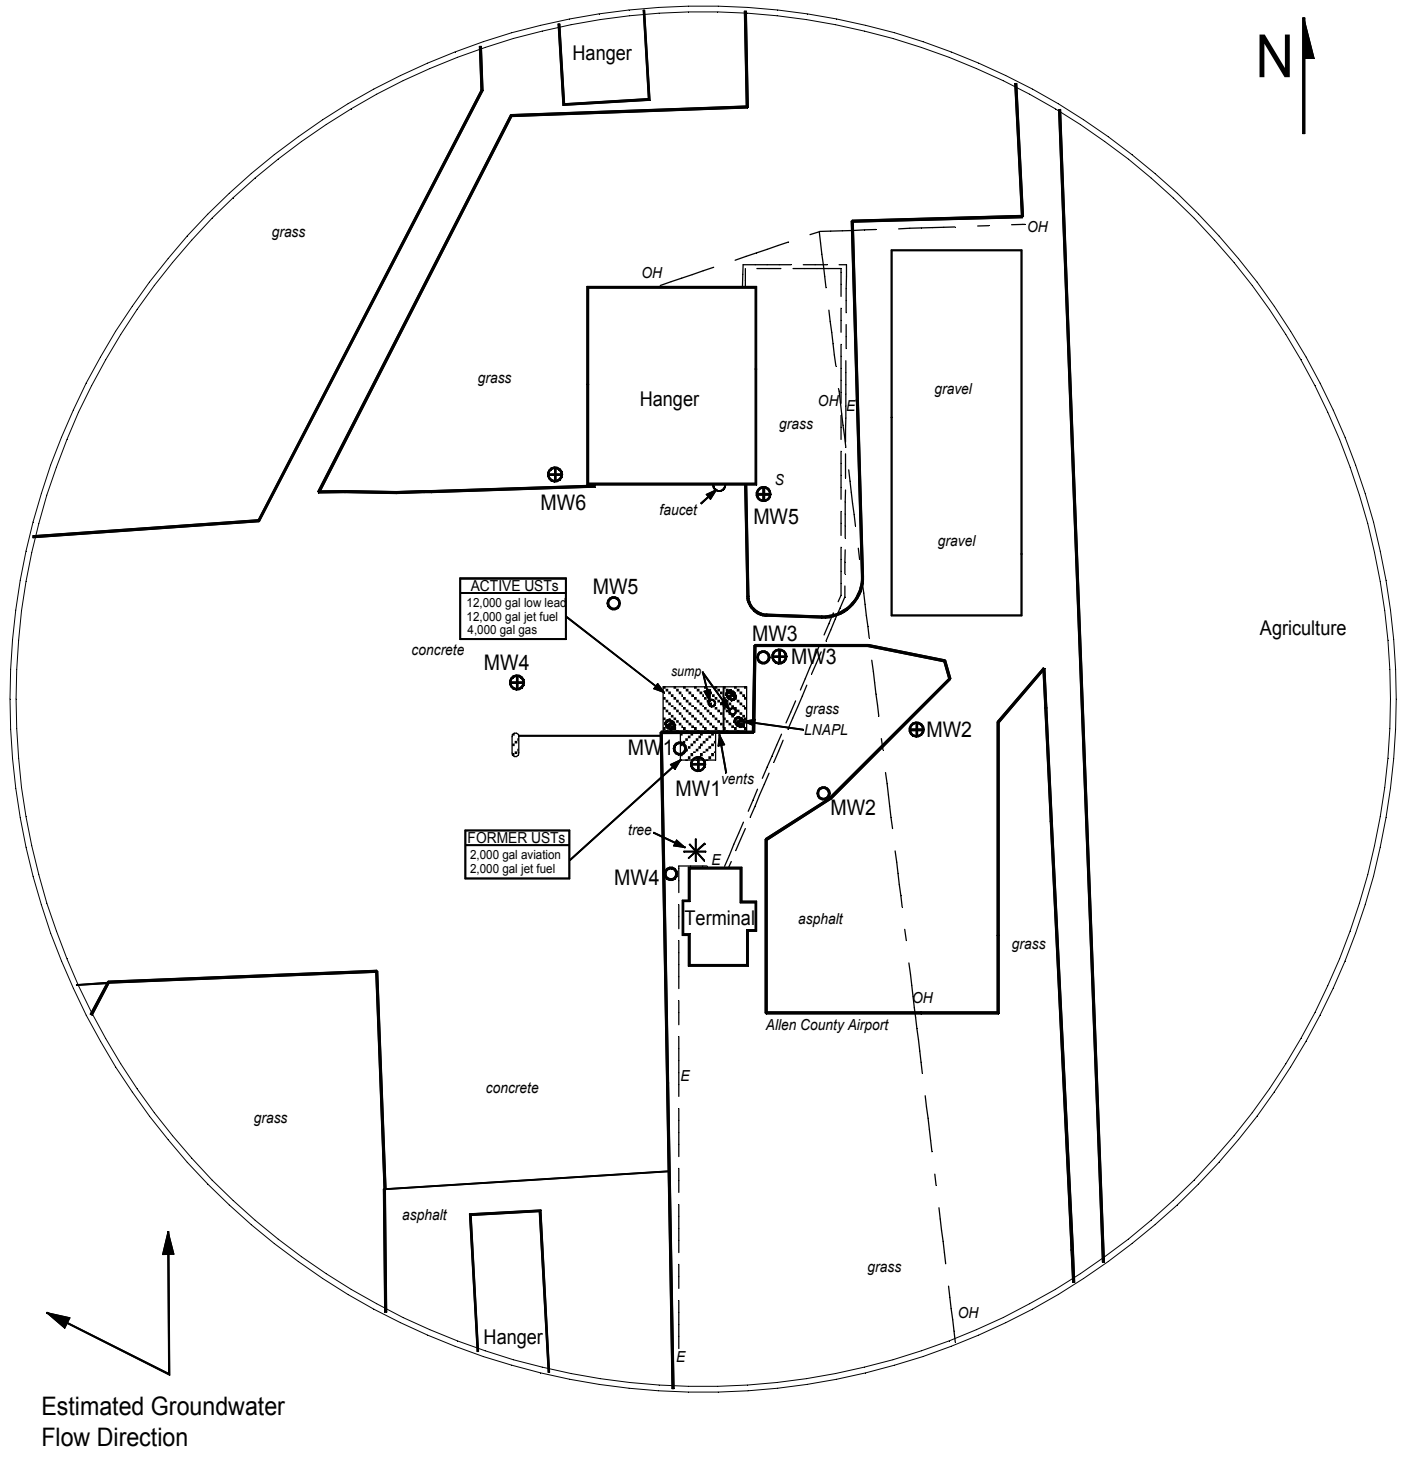 Hanger
N
grass
OH
OH
grass
Hanger
OH
E
grass
gravel
S
MW6
faucet
MW5
gravel
ACTIVE USTs
12,000 gal low lead
12,000 gal jet fuel
4,000 gal gas
MW5
MW3
MW3
Agriculture
concrete
MW4
sump
grass
LNAPL
MW2
MW1
vents
MW1
MW2
FORMER USTs
2,000 gal aviation
2,000 gal jet fuel
tree
E
MW4
Terminal
asphalt
grass
OH
Allen County Airport
E
concrete
grass
asphalt
grass
OH
Hanger
E
Estimated Groundwater
Flow Direction